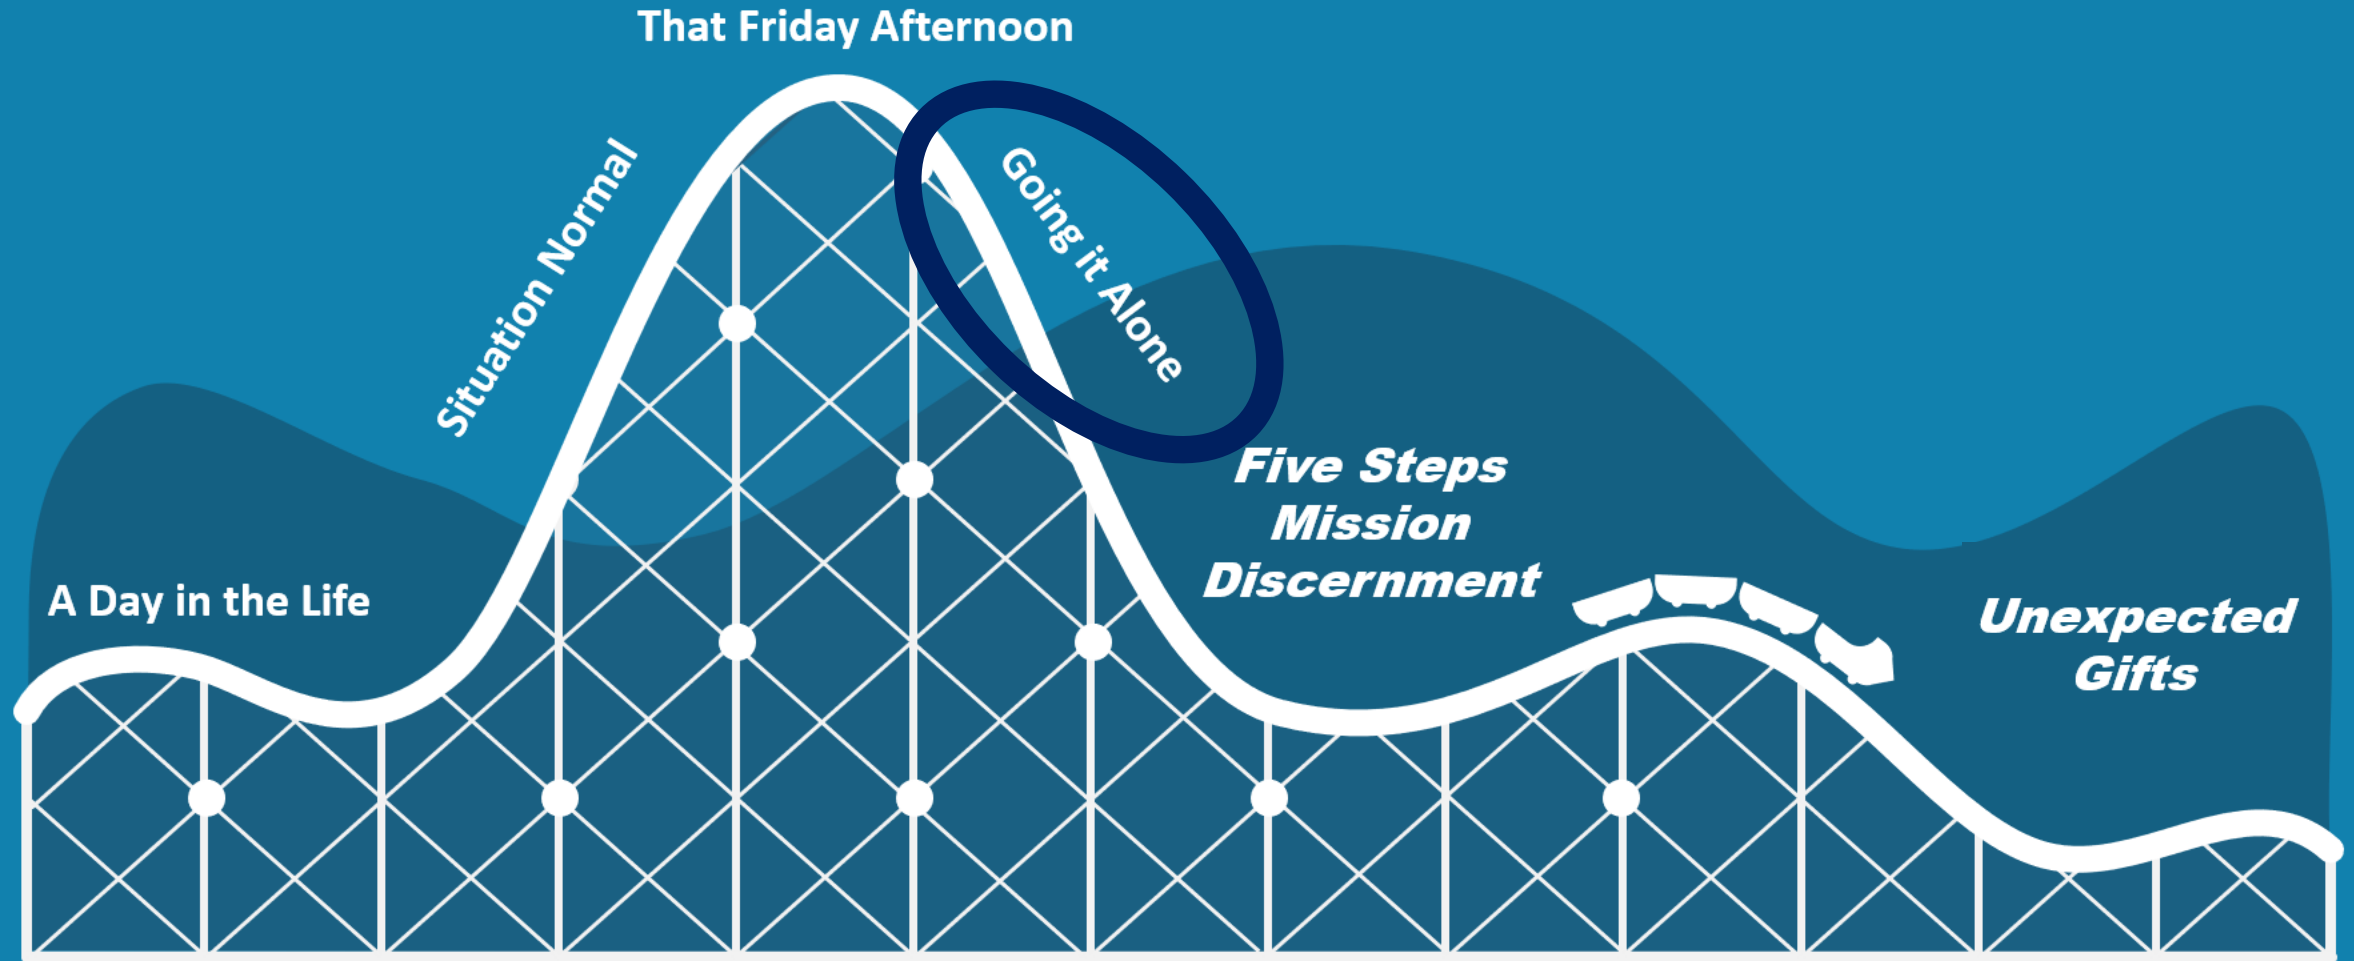 That Friday Afternoon
Situation Normal
Going it Alone
A Day in the Life
Five Steps
Mission
Discernment
Unexpected
Gifts